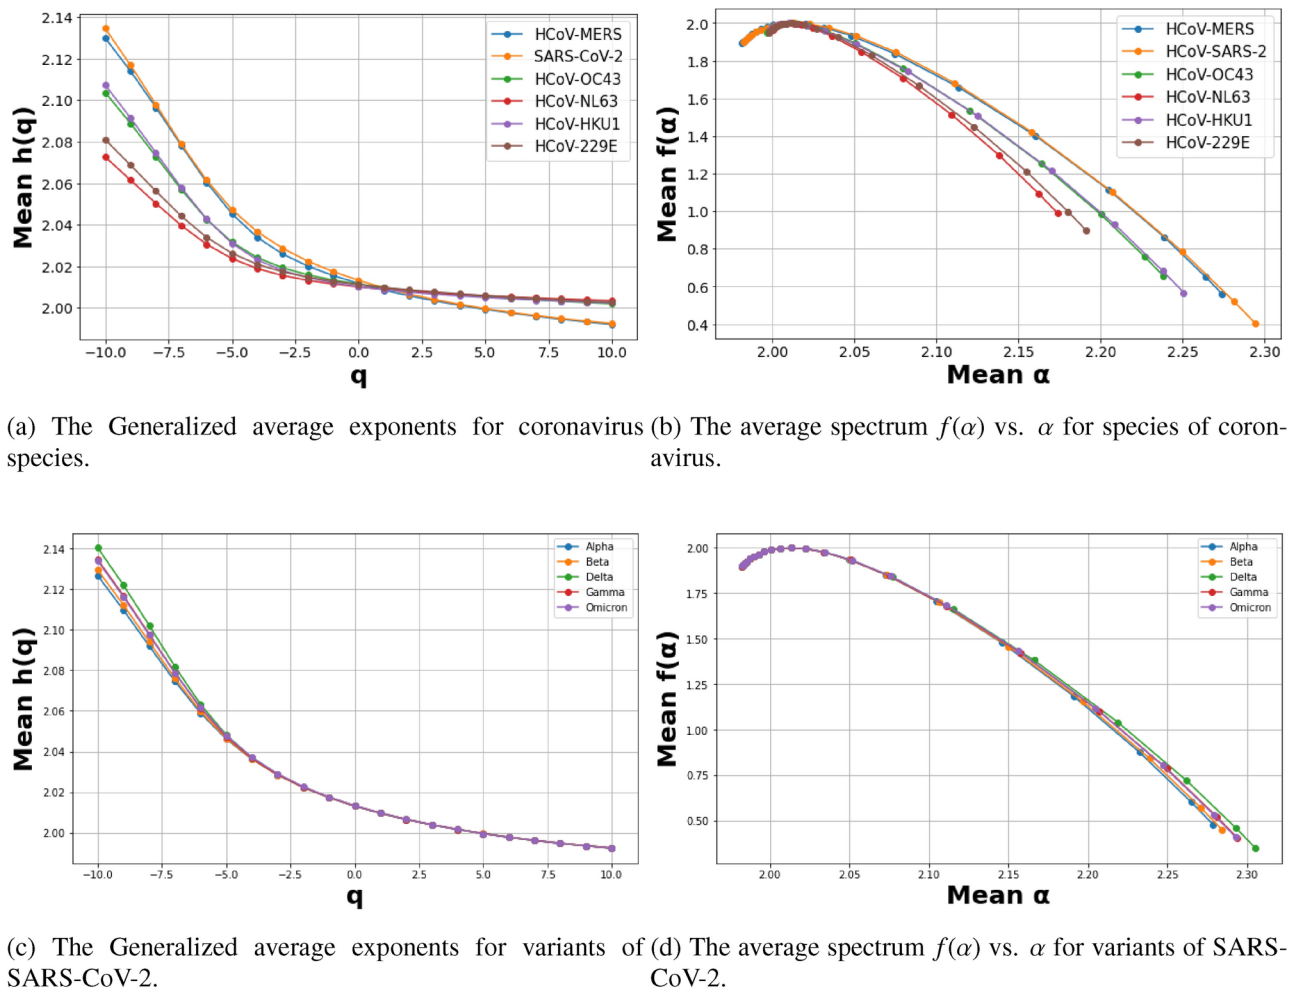 2.14
2.12
2.10
2.08
2.06
2.04
2.02
2.00
Mean h(q)
−10.0 −7.5 −5.0 −2.5 0.0 2.5 5.0 7.5 10.0
q
HCoV-MERS
SARS-CoV-2
HCoV-OC43
HCoV-NL63
HCoV-HKU1
HCoV-229E
2.0
1.8
1.6
1.4
1.2
1.0
0.8
0.6
0.4
Mean f(α)
2.00 2.05 2.10 2.15 2.20 2.25 2.30
Mean α
HCoV-MERS
HCoV-SARS-2
HCoV-OC43
HCoV-NL63
HCoV-HKU1
HCoV-229E
(a) The Generalized average exponents for coronavirus
species.
(b) The average spectrum f(α) vs. α for species of coron-
avirus.
2.14
2.12
2.10
2.08
2.06
2.04
2.02
2.00
Mean h(q)
−10.0 −7.5 −5.0 −2.5 0.0 2.5 5.0 7.5 10.0
q
Alpha
Beta
Delta
Gamma
Omicron
2.00
1.75
1.50
1.25
1.00
0.75
0.50
Mean f(α)
2.00 2.05 2.10 2.15 2.20 2.25 2.30
Mean α
Alpha
Beta
Delta
Gamma
Omicron
(c) The Generalized average exponents for variants of
SARS-CoV-2.
(d) The average spectrum f(α) vs. α for variants of SARS-
CoV-2.